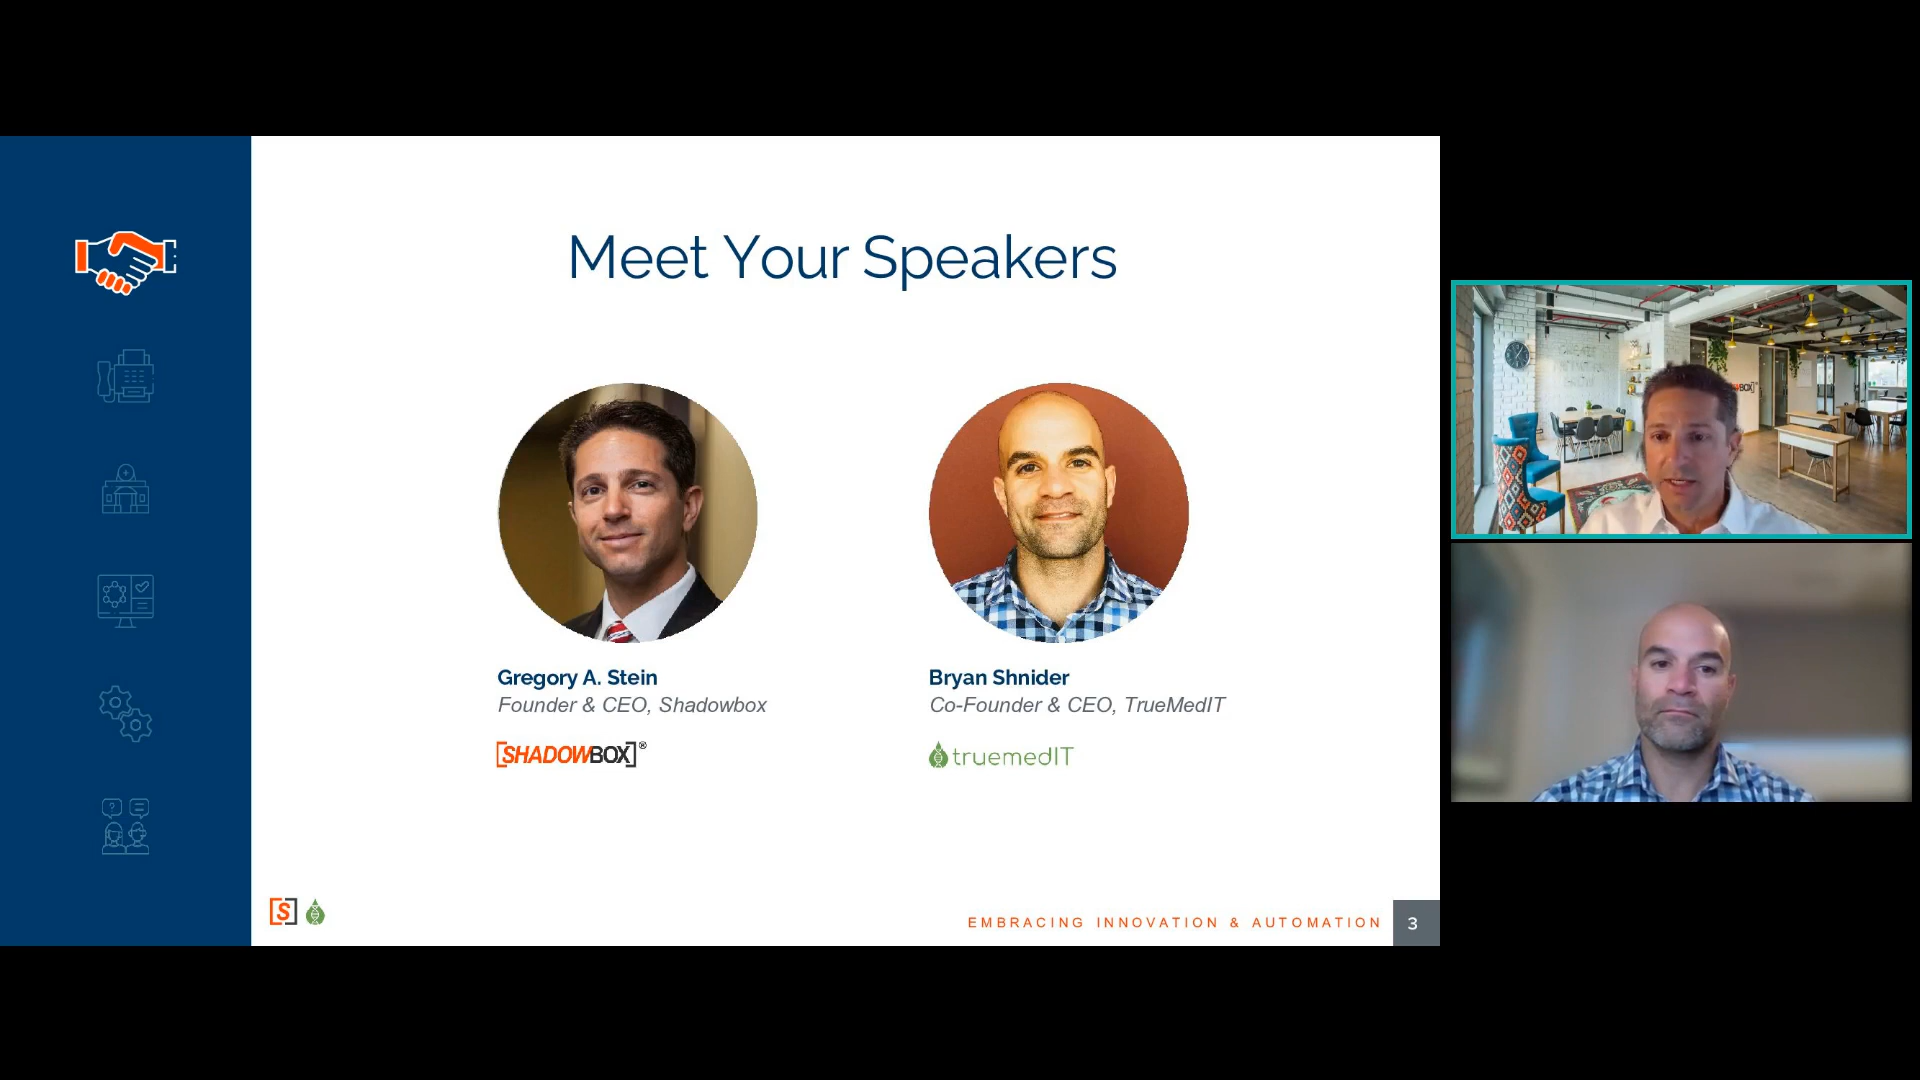 Meet Your Speakers
Gregory A. Stein
Founder & CEO, Shadowbox
[SHADOWBOX]®
Bryan Shnider
Co-Founder & CEO, TrueMedIT
truemedIT
[S]
EMBRACING INNOVATION & AUTOMATION
3
BOX]